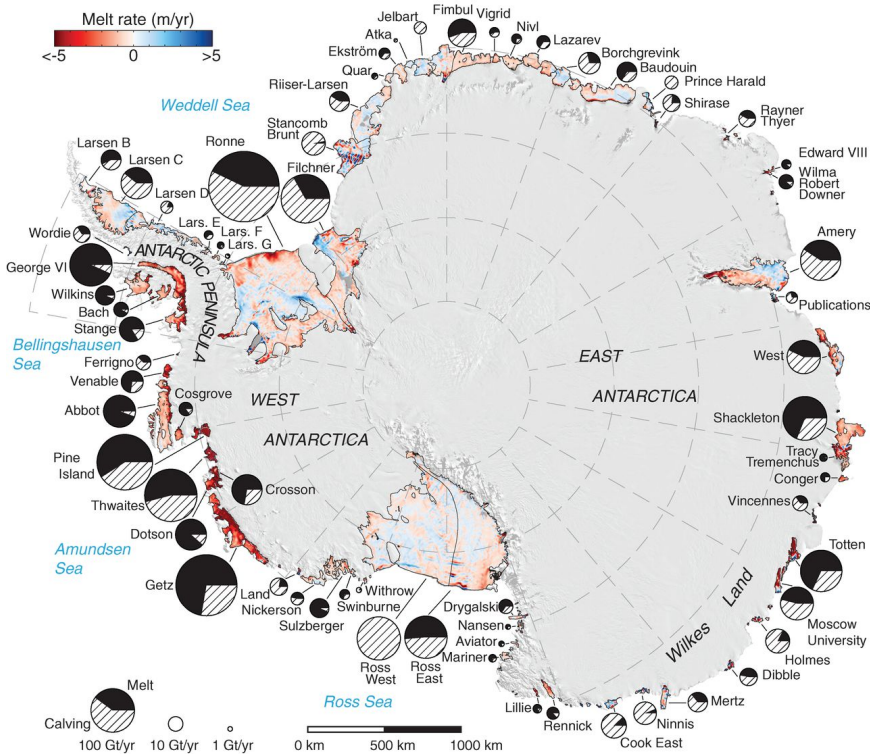 Melt rate (m/yr)
<-5 0 >5
Weddell Sea
Jelbart
Atka
Ekström
Quar
Riiser-Larsen
Stancomb
Brunt
Fimbul
Vigrid
Nivl
Lazarev
Borchgrevink
Baudouin
Prince Harald
Shirase
Rayner
Thyer
Edward VIII
Wilma
Robert
Downer
Amery
Publications
Ronne
Filchner
Larsen B
Larsen C
Larsen D
Lars. E
Lars. F
Lars. G
Wordie
George VI
Wilkins
Bach
Stange
ANTARCTIC PENINSULA
Bellingshausen
Sea
Ferrigno
Venable
Cosgrove
Abbot
Pine
Island
Thwaites
Crosson
Dotson
Amundsen
Sea
Getz
WEST
ANTARCTICA
EAST
ANTARCTICA
West
Shackleton
Tracy
Tremenchus
Conger
Vincennes
Totten
Moscow
University
Holmes
Dibble
Wilkes Land
Mertz
Ninnis
Cook East
Rennick
Lillie
Land
Nickerson
Sulzberger
Swinburne
Withrow
Ross
West
Ross
East
Drygalski
Nansen
Aviator
Mariner
Ross Sea
Melt
Calving
100 Gt/yr 10 Gt/yr 1 Gt/yr
0 km 500 km 1000 km